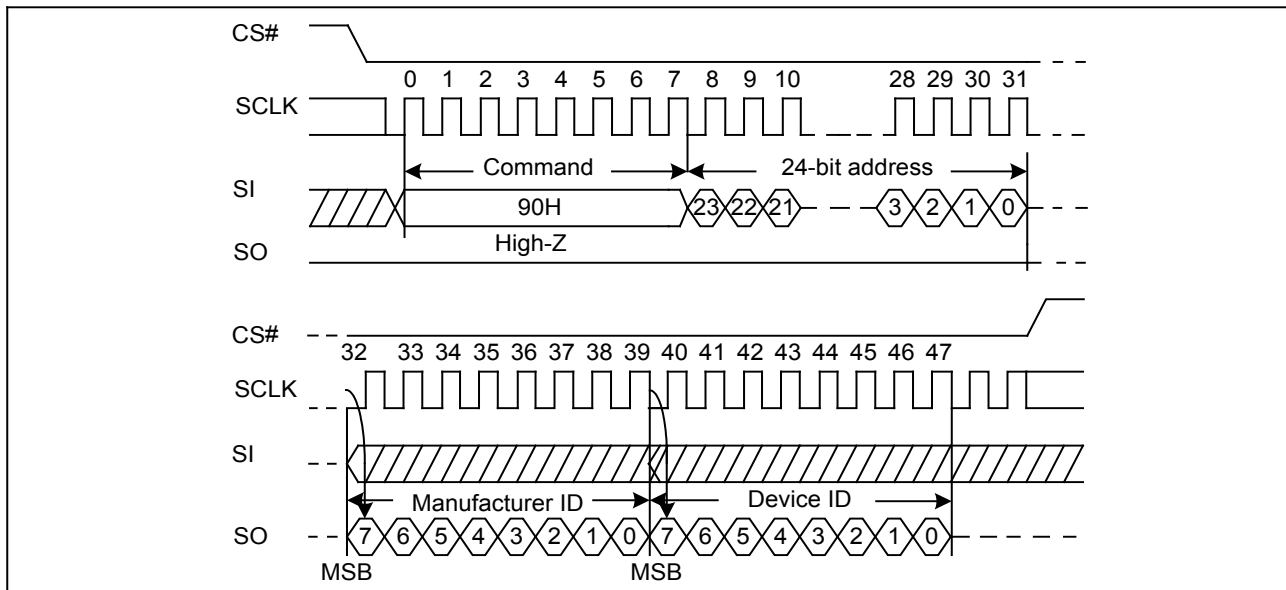 CS#
0 1 2 3 4 5 6 7 8 9 10 28 29 30 31
SCLK
Command 24-bit address
SI
90H 23 22 21 3 2 1 0
High-Z
SO
CS#
32 33 34 35 36 37 38 39 40 41 42 43 44 45 46 47
SCLK
SI
Manufacturer ID Device ID
SO 7 6 5 4 3 2 1 0 7 6 5 4 3 2 1 0
MSB MSB